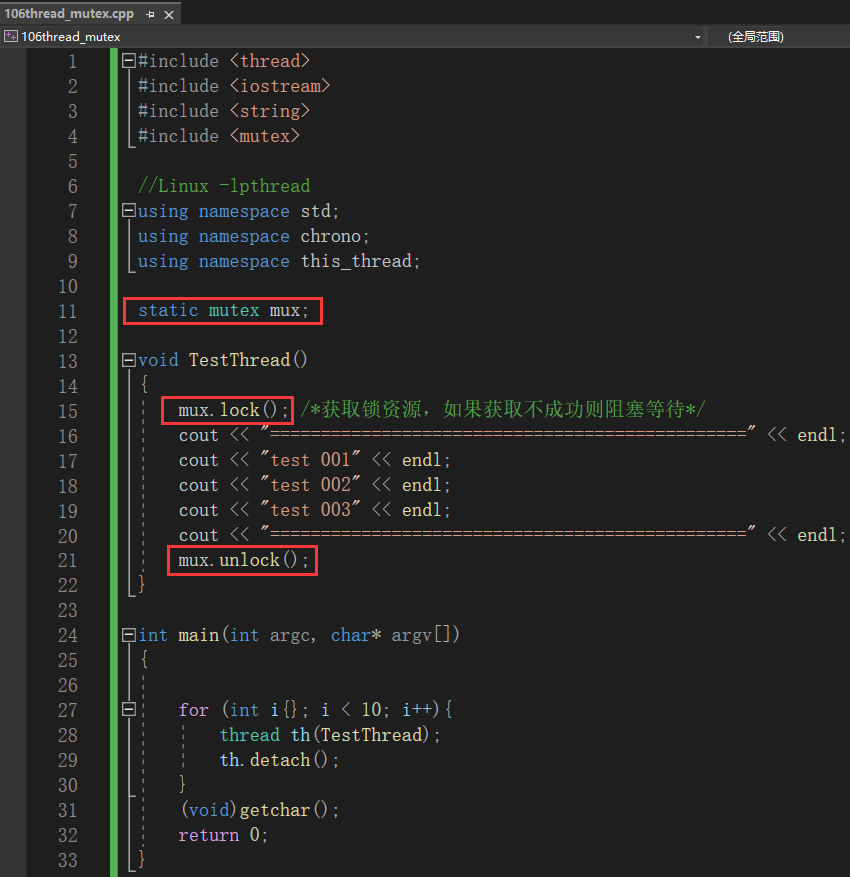 106thread_mutex.cpp
106thread_mutex (全局范围)
1 #include <thread>
2 #include <iostream>
3 #include <string>
4 #include <mutex>
5
6 //Linux -lpthread
7 using namespace std;
8 using namespace chrono;
9 using namespace this_thread;
10
11 static mutex mux;
12
13 void TestThread()
14 {
15 mux.lock(); /*获取锁资源，如果获取不成功则阻塞等待*/
16 cout << "===============================================" << endl;
17 cout << "test 001" << endl;
18 cout << "test 002" << endl;
19 cout << "test 003" << endl;
20 cout << "===============================================" << endl;
21 mux.unlock();
22 }
23
24 int main(int argc, char* argv[])
25 {
26
27 for (int i{}; i < 10; i++){
28 thread th(TestThread);
29 th.detach();
30 }
31 (void)getchar();
32 return 0;
33 }